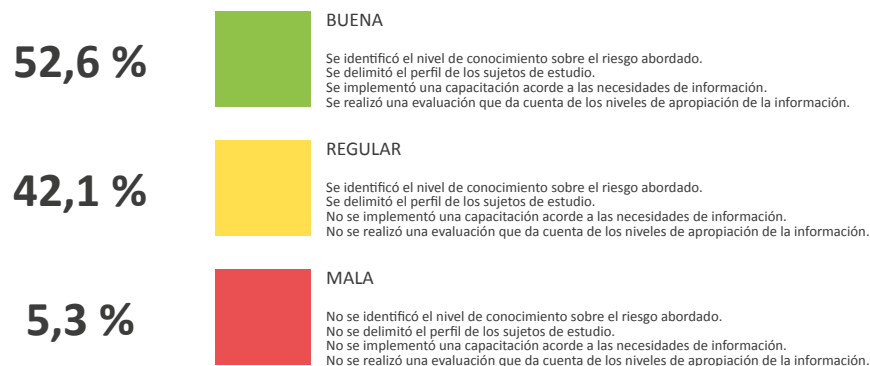 52,6 %
BUENA
Se identificó el nivel de conocimiento sobre el riesgo abordado.
Se delimitó el perfil de los sujetos de estudio.
Se implementó una capacitación acorde a las necesidades de información.
Se realizó una evaluación que da cuenta de los niveles de apropiación de la información.
42,1 %
REGULAR
Se identificó el nivel de conocimiento sobre el riesgo abordado.
Se delimitó el perfil de los sujetos de estudio.
No se implementó una capacitación acorde a las necesidades de información.
No se realizó una evaluación que da cuenta de los niveles de apropiación de la información.
5,3 %
MALA
No se identificó el nivel de conocimiento sobre el riesgo abordado.
No se delimitó el perfil de los sujetos de estudio.
No se implementó una capacitación acorde a las necesidades de información.
No se realizó una evaluación que da cuenta de los niveles de apropiación de la información.